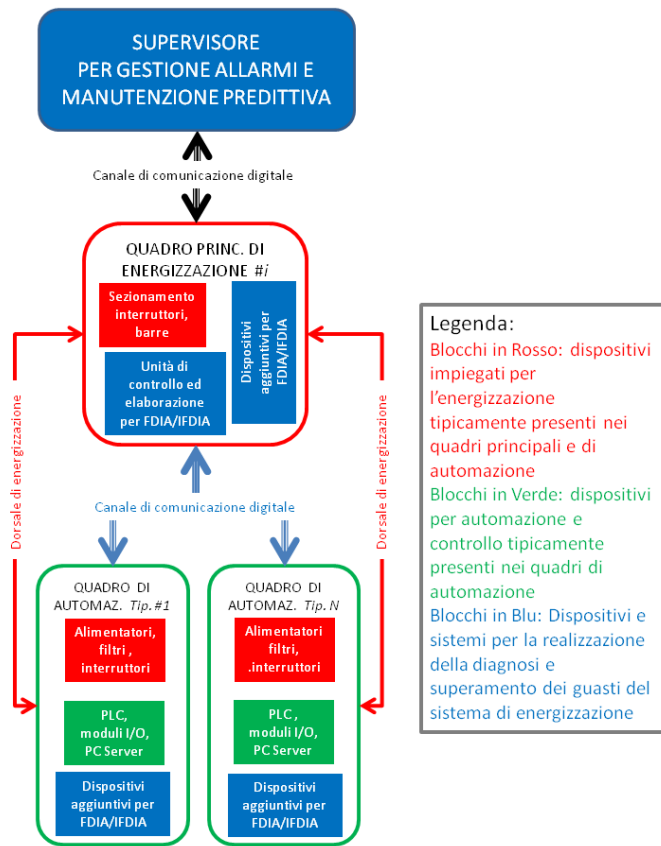 SUPERVISORE
PER GESTIONE ALLARMI E
MANUTENZIONE PREDITTIVA
Canale di comunicazione digitale
QUADRO PRINC. DI
ENERGIZZAZIONE #i
Sezionamento
interruttori,
barre
Dispositivi
aggiuntivi per
FDIA/IFDIA
Unità di
controllo ed
elaborazione
per FDIA/IFDIA
Dorsale di energizzazione
Dorsale di energizzazione
Canale di comunicazione digitale
QUADRO DI
AUTOMAZ. Tip. #1
Alimentatori,
filtri ,
interruttori
PLC,
moduli I/O,
PC Server
Dispositivi
aggiuntivi per
FDIA/IFDIA
QUADRO DI
AUTOMAZ. Tip. N
Alimentatori,
filtri,
.interruttori
PLC ,
moduli I/O,
PC Server
Dispositivi
aggiuntivi per
FDIA/IFDIA
Legenda:
Blocchi in Rosso: dispositivi
impiegati per
l’energizzazione
tipicamente presenti nei
quadri principali e di
automazione
Blocchi in Verde: dispositivi
per automazione e
controllo tipicamente
presenti nei quadri di
automazione
Blocchi in Blu: Dispositivi e
sistemi per la realizzazione
della diagnosi e
superamento dei guasti del
sistema di energizzazione